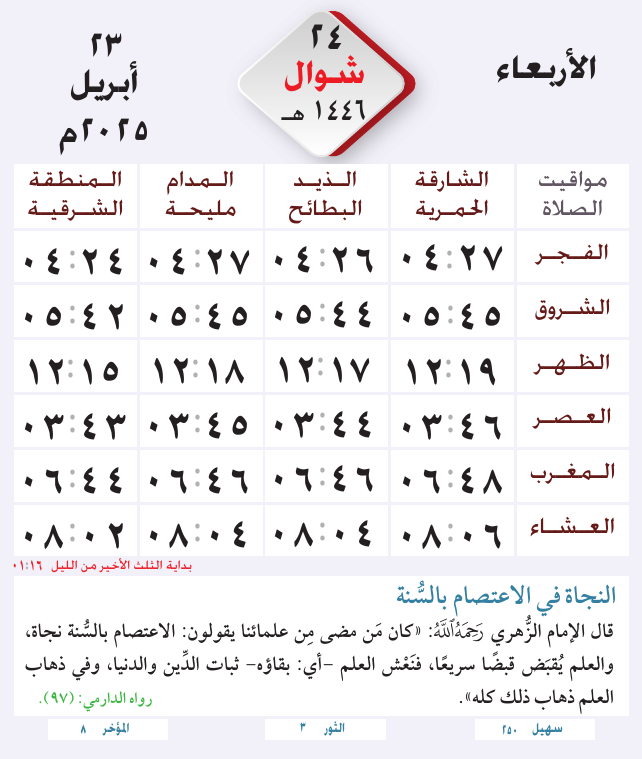 الأربعاء
٢٤
شوال
١٤٤٦ هـ
٢٣
أبريل
٢٠٢٥م
مواقيت الصلاة | الشارقة الحمرية | الذيد البطائح | المدام مليحة | المنطقة الشرقية
الفجر ٠٤:٢٧ ٠٤:٢٦ ٠٤:٢٧ ٠٤:٢٤
الشروق ٠٥:٤٥ ٠٥:٤٤ ٠٥:٤٥ ٠٥:٤٢
الظهر ١٢:١٩ ١٢:١٧ ١٢:١٨ ١٢:١٥
العصر ٠٣:٤٦ ٠٣:٤٤ ٠٣:٤٥ ٠٣:٤٣
المغرب ٠٦:٤٨ ٠٦:٤٦ ٠٦:٤٦ ٠٦:٤٤
العشاء ٠٨:٠٦ ٠٨:٠٤ ٠٨:٠٤ ٠٨:٠٢
بداية الثلث الأخير من الليل ٠١:١٦
النجاة في الاعتصام بالسُّنة
قال الإمام الزُّهري رَحِمَهُ اللَّهُ: «كان مَن مضى مِن علمائنا يقولون: الاعتصام بالسُّنة نجاة،
والعلم يُقبَض قبضًا سريعًا، فنَعْش العلم –أي: بقاؤه– ثبات الدِّين والدنيا، وفي ذهاب
العلم ذهاب ذلك كله».
رواه الدارمي: (٩٧).
سهيل ٢٥٠
الثور ٣
المؤخر ٨